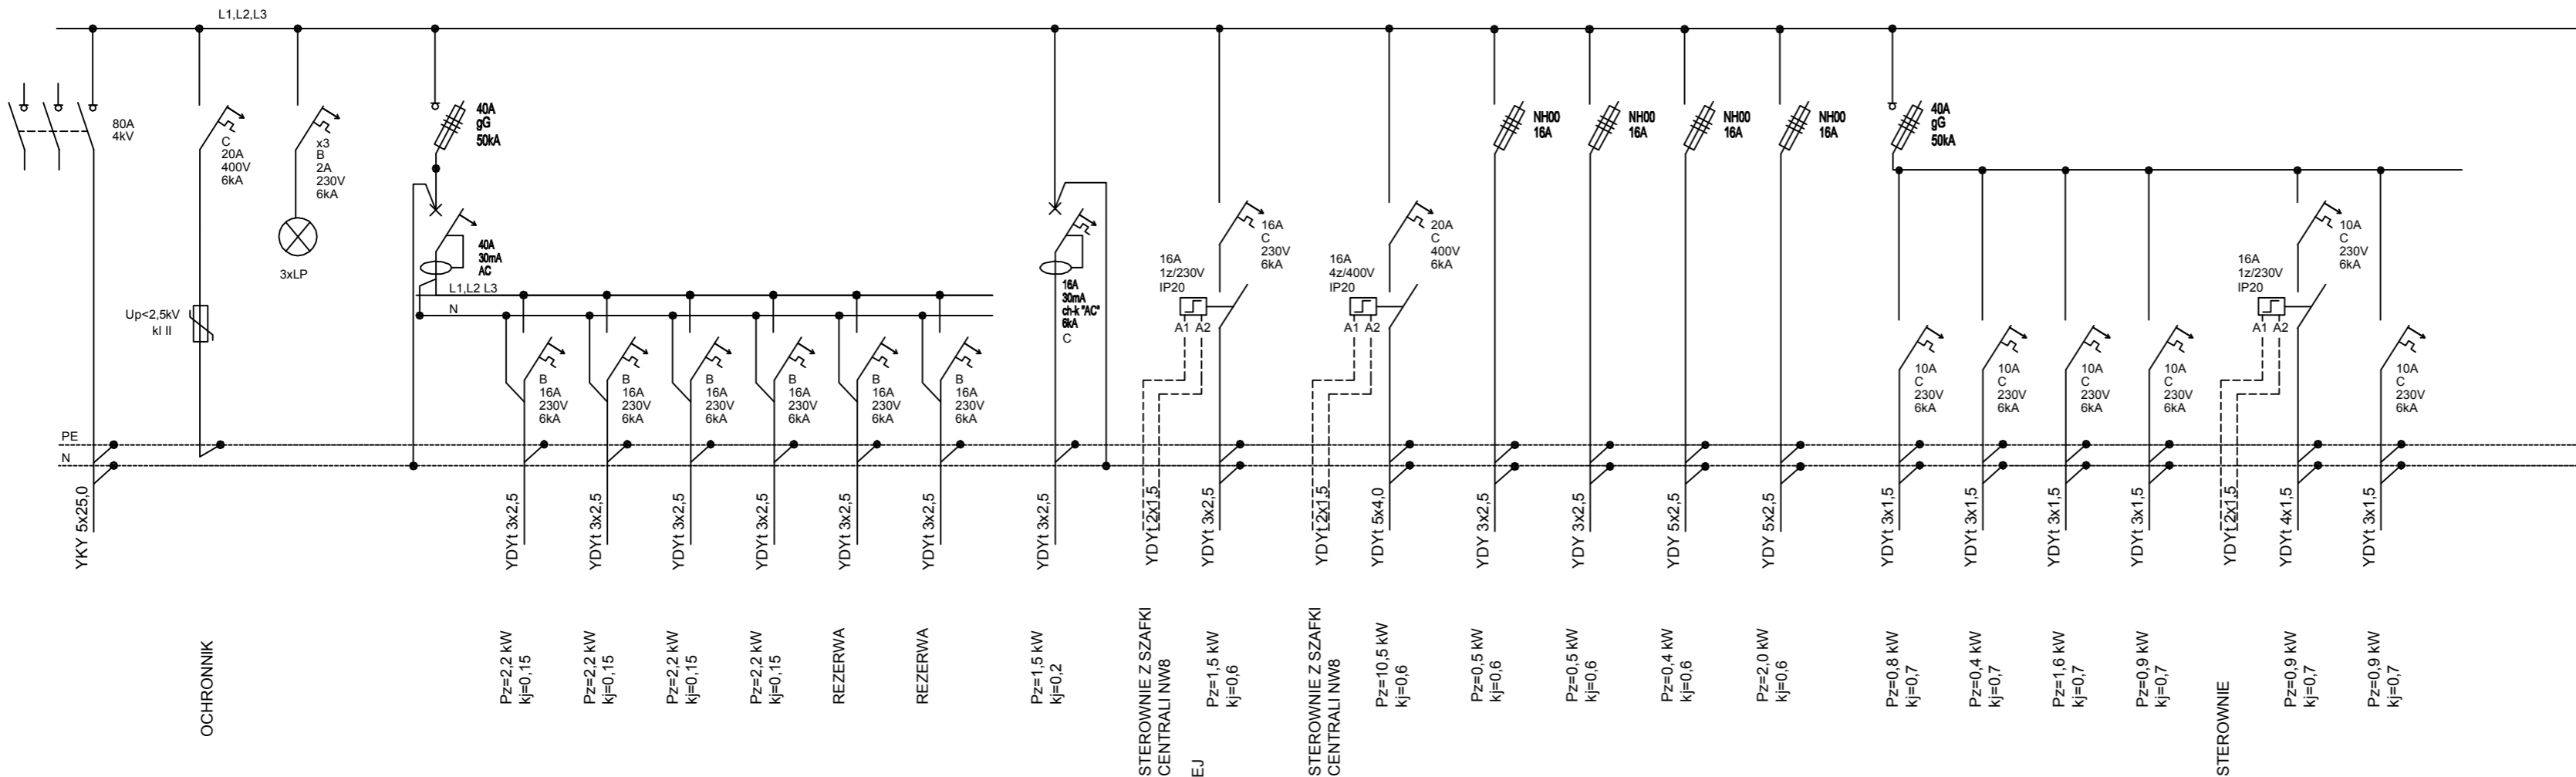 L1,L2,L3
80A
4kV
C
20A
400V
6kA
x3
B
2A
230V
6kA
3xLP
Up<2,5kV
kl II
40A
gG
50kA
40A
30mA
AC
L1,L2 L3
N
B
16A
230V
6kA
B
16A
230V
6kA
B
16A
230V
6kA
B
16A
230V
6kA
B
16A
230V
6kA
B
16A
230V
6kA
16A
30mA
ch-k "AC"
6kA
C
16A
C
230V
6kA
16A
1z/230V
IP20
A1 A2
20A
C
400V
6kA
16A
4z/400V
IP20
A1 A2
NH00
16A
NH00
16A
NH00
16A
NH00
16A
40A
gG
50kA
10A
C
230V
6kA
10A
C
230V
6kA
10A
C
230V
6kA
10A
C
230V
6kA
10A
C
230V
6kA
16A
1z/230V
IP20
A1 A2
10A
C
230V
6kA
PE
N
YKY 5x25,0
YDYt 3x2,5
YDYt 3x2,5
YDYt 3x2,5
YDYt 3x2,5
YDYt 3x2,5
YDYt 3x2,5
YDYt 3x2,5
YDYt 2x1,5
YDYt 3x2,5
YDYt 2x1,5
YDYt 5x4,0
YDY 3x2,5
YDY 3x2,5
YDY 5x2,5
YDY 5x2,5
YDYt 3x1,5
YDYt 3x1,5
YDYt 3x1,5
YDYt 3x1,5
YDYt 2x1,5
YDYt 4x1,5
YDYt 3x1,5
OCHRONNIK
Pz=2,2 kW
kj=0,15
Pz=2,2 kW
kj=0,15
Pz=2,2 kW
kj=0,15
Pz=2,2 kW
kj=0,15
REZERWA
REZERWA
Pz=1,5 kW
kj=0,2
STEROWNIE Z SZAFKI
CENTRALI NW8
EJ
Pz=1,5 kW
kj=0,6
STEROWNIE Z SZAFKI
CENTRALI NW8
Pz=10,5 kW
kj=0,6
Pz=0,5 kW
kj=0,6
Pz=0,5 kW
kj=0,6
Pz=0,4 kW
kj=0,6
Pz=2,0 kW
kj=0,6
Pz=0,8 kW
kj=0,7
Pz=0,4 kW
kj=0,7
Pz=1,6 kW
kj=0,7
Pz=0,9 kW
kj=0,7
STEROWNIE
Pz=0,9 kW
kj=0,7
Pz=0,9 kW
kj=0,7